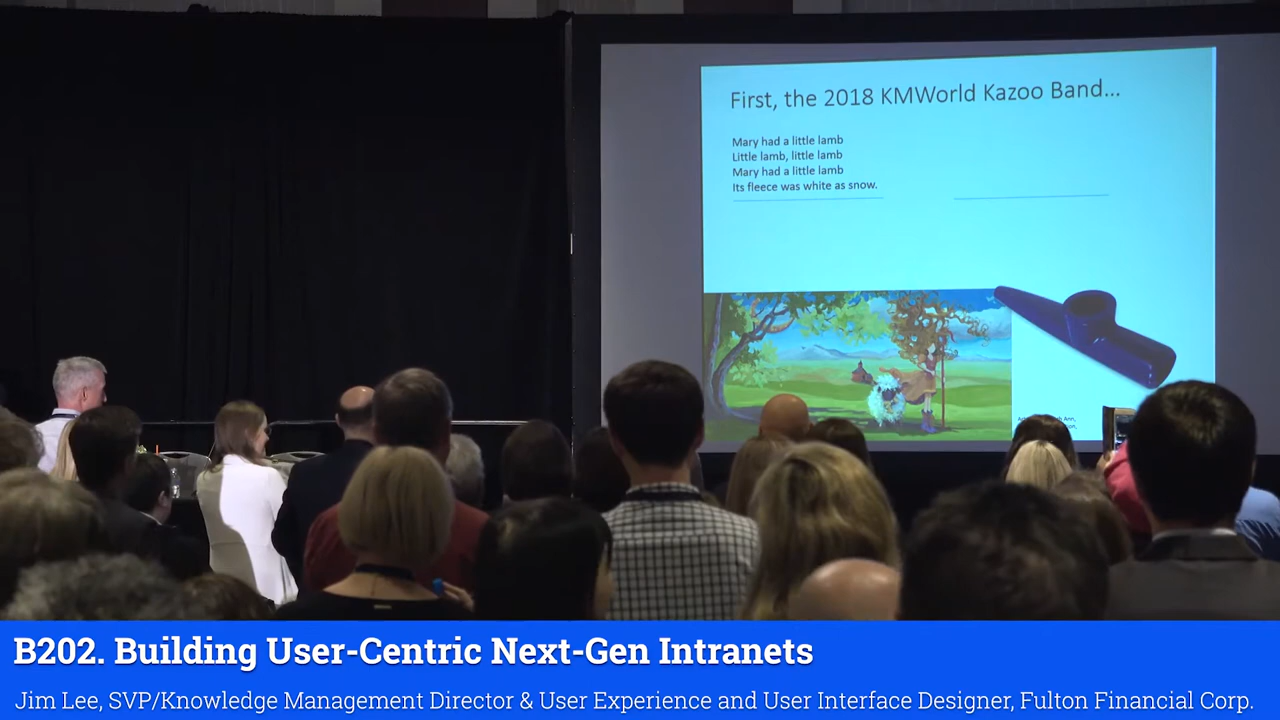 First, the 2018 KMWorld Kazoo Band...
Mary had a little lamb
Little lamb, little lamb
Mary had a little lamb
Its fleece was white as snow.
Ann,
B202. Building User-Centric Next-Gen Intranets
Jim Lee, SVP/Knowledge Management Director & User Experience and User Interface Designer, Fulton Financial Corp.